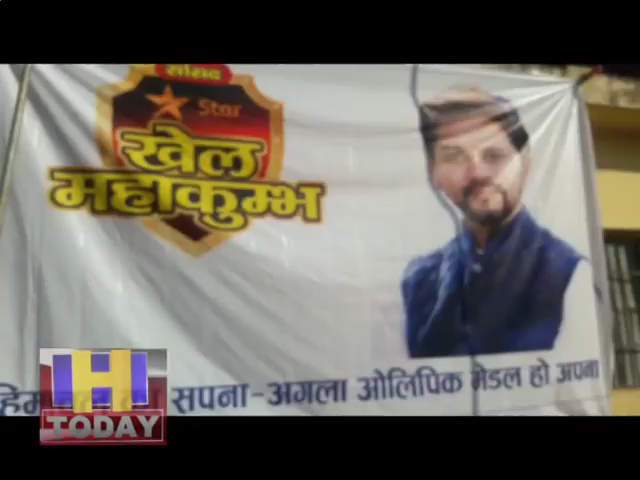 सांसद
Star
खेल
महाकुम्भ
सपना-अगला ओलिंपिक मेडल हो अपना
H
TODAY